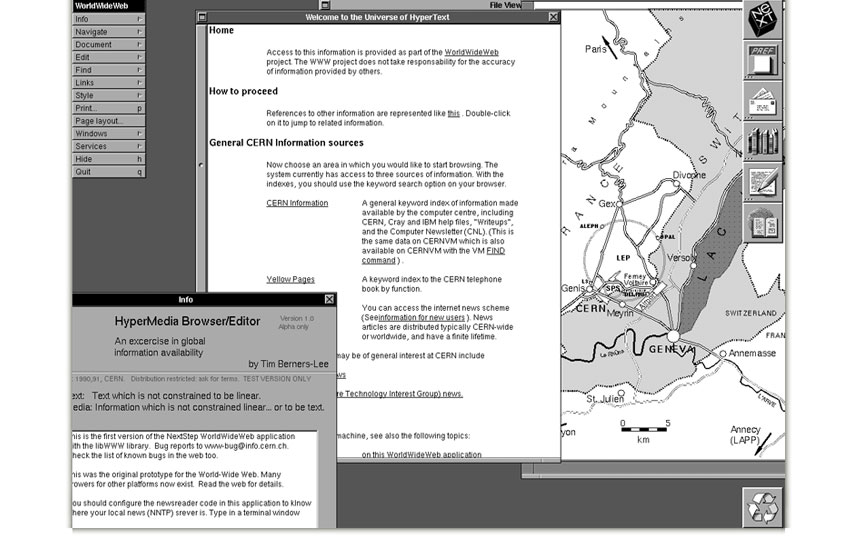 WorldWideWeb
Info
Navigate
Document
Edit
Find
Links
Style
Print... p
Page layout...
Windows
Services
Hide h
Quit q
File View
Welcome to the Universe of HyperText
Home
Access to this information is provided as part of the WorldWideWeb
project. The WWW project does not take responsability for the accuracy
of information provided by others.
How to proceed
References to other information are represented like this . Double-click
on it to jump to related information.
General CERN Information sources
Now choose an area in which you would like to start browsing. The
system currently has access to three sources of information. With the
indexes, you should use the keyword search option on your browser.
CERN Information
A general keyword index of information made
available by the computer centre, including
CERN, Cray and IBM help files, "Writeups",
and the Computer Newsletter (CNL). (This is
the same data on CERNVM which is also
available on CERNVM with the VM FIND
command ) .
Yellow Pages
A keyword index to the CERN telephone
book by function.
You can access the internet news scheme
(See information for new users ). News
articles are distributed typically CERN-wide
or worldwide, and have a finite lifetime.
may be of general interest at CERN include
ws
re Technology Interest Group) news.
machine, see also the following topics:
on this WorldWideWeb application
Info
HyperMedia Browser/Editor
Version 1.0
Alpha only
An excercise in global
information availability
by Tim Berners-Lee
1990,91, CERN. Distribution restricted: ask for terms. TEST VERSION ONLY
ext: Text which is not constrained to be linear.
edia: Information which is not constrained linear... or to be text.
his is the first version of the NextStep WorldWideWeb application
ith the libWWW library. Bug reports to www-bug@info.cern.ch.
heck the list of known bugs in the web too.
his was the original prototype for the World-Wide Web. Many
rowers for other platforms now exist. Read the web for details.
ou should configure the newsreader code in this application to know
here your local news (NNTP) srever is. Type in a terminal window
Paris
FRANCE
SWIT
Divonne
Gex
ALEPH
OPAL
LEP
Versoix
LAC
Ferney
Voltaire
L3
SPS
DELPHI
Genis
CERN
Meyrin
SWITZERLAND
FRAN
La Rhône
GENEVA
Annemasse
St. Julien
L'ARVE
yon
0 5
km
Annecy
(LAPP)
NeXT
PREF